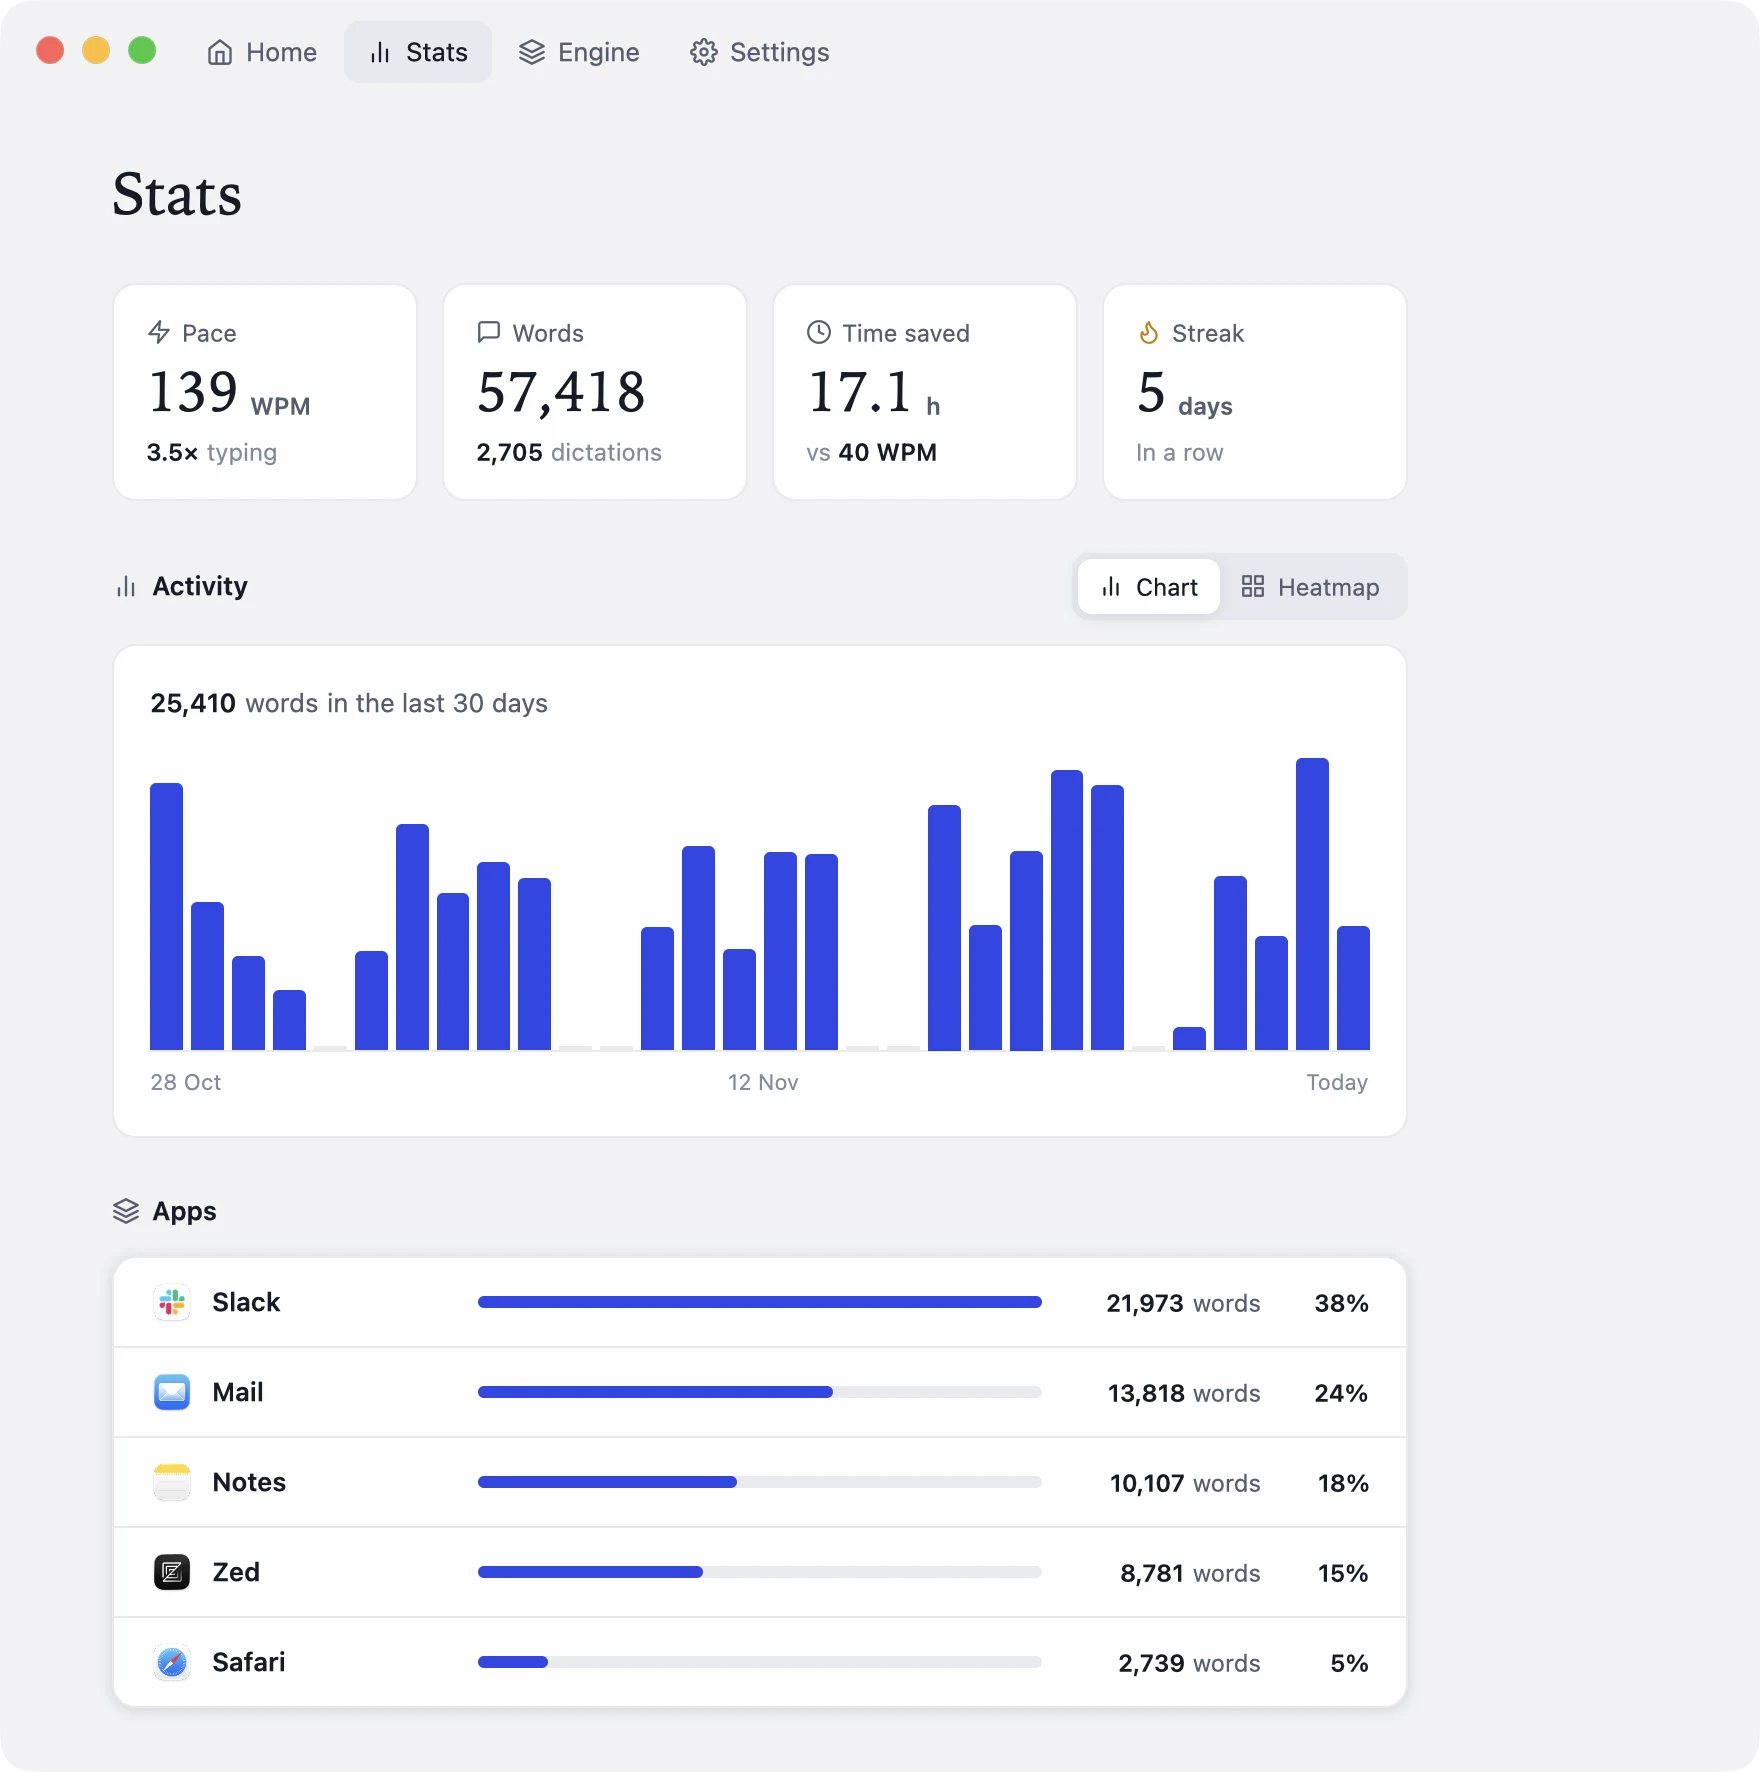 Home
Stats
Engine
Settings
Stats
Pace
139 WPM
3.5× typing
Words
57,418
2,705 dictations
Time saved
17.1 h
vs 40 WPM
Streak
5 days
In a row
Activity
Chart
Heatmap
25,410 words in the last 30 days
28 Oct
12 Nov
Today
Apps
Slack 21,973 words 38%
Mail 13,818 words 24%
Notes 10,107 words 18%
Zed 8,781 words 15%
Safari 2,739 words 5%